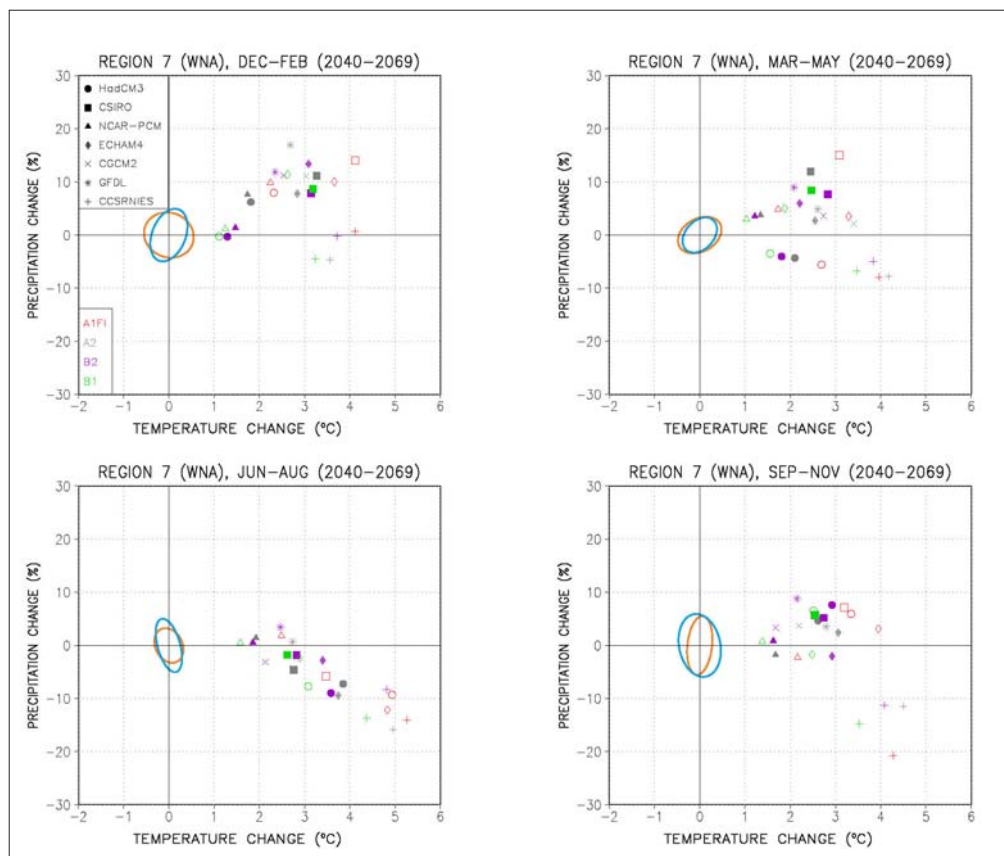 REGION 7 (WNA), DEC-FEB (2040-2069)
30
20
10
0
-10
-20
-30
PRECIPITATION CHANGE (%)
HadCM3
CSIRO
NCAR-PCM
ECHAM4
CGCM2
GFDL
CCSRNIES
A1FI
A2
B2
B1
-2 -1 0 1 2 3 4 5 6
TEMPERATURE CHANGE (ºC)
REGION 7 (WNA), MAR-MAY (2040-2069)
30
20
10
0
-10
-20
-30
PRECIPITATION CHANGE (%)
-2 -1 0 1 2 3 4 5 6
TEMPERATURE CHANGE (ºC)
REGION 7 (WNA), JUN-AUG (2040-2069)
30
20
10
0
-10
-20
-30
PRECIPITATION CHANGE (%)
-2 -1 0 1 2 3 4 5 6
TEMPERATURE CHANGE (ºC)
REGION 7 (WNA), SEP-NOV (2040-2069)
30
20
10
0
-10
-20
-30
PRECIPITATION CHANGE (%)
-2 -1 0 1 2 3 4 5 6
TEMPERATURE CHANGE (ºC)